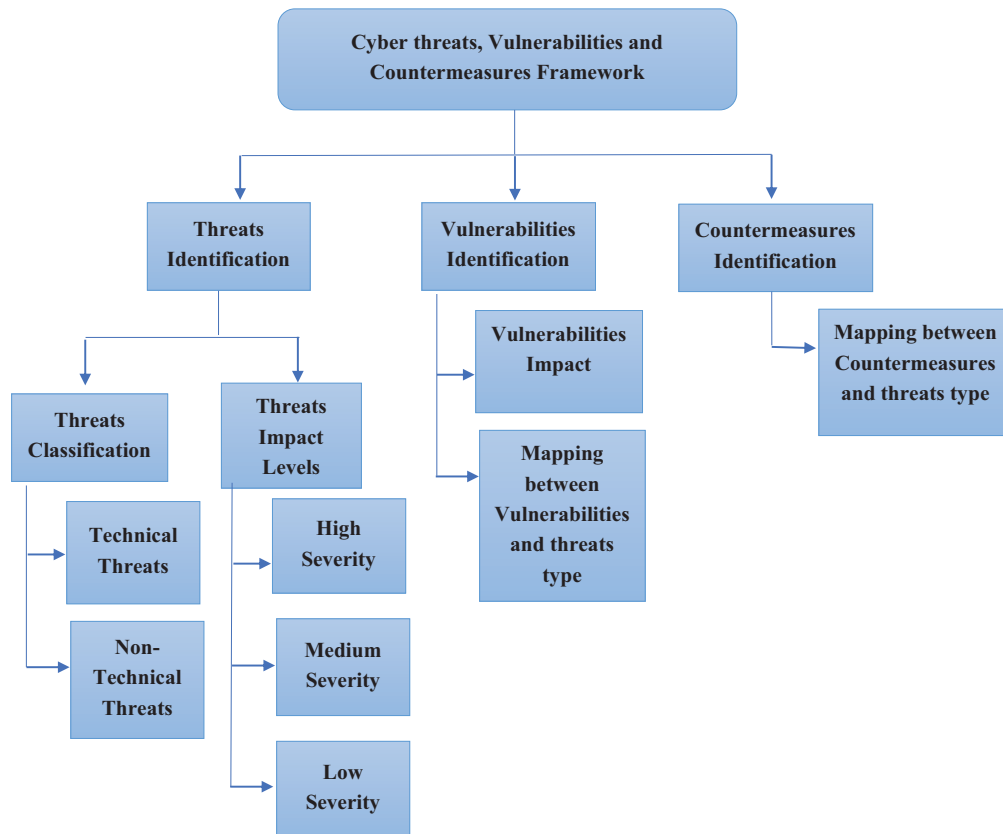 Cyber threats, Vulnerabilities and
Countermeasures Framework
Threats
Identification
Vulnerabilities
Identification
Countermeasures
Identification
Vulnerabilities
Impact
Mapping between
Countermeasures
and threats type
Threats
Classification
Threats
Impact
Levels
Mapping
between
Vulnerabilities
and threats
type
Technical
Threats
High
Severity
Non-
Technical
Threats
Medium
Severity
Low
Severity